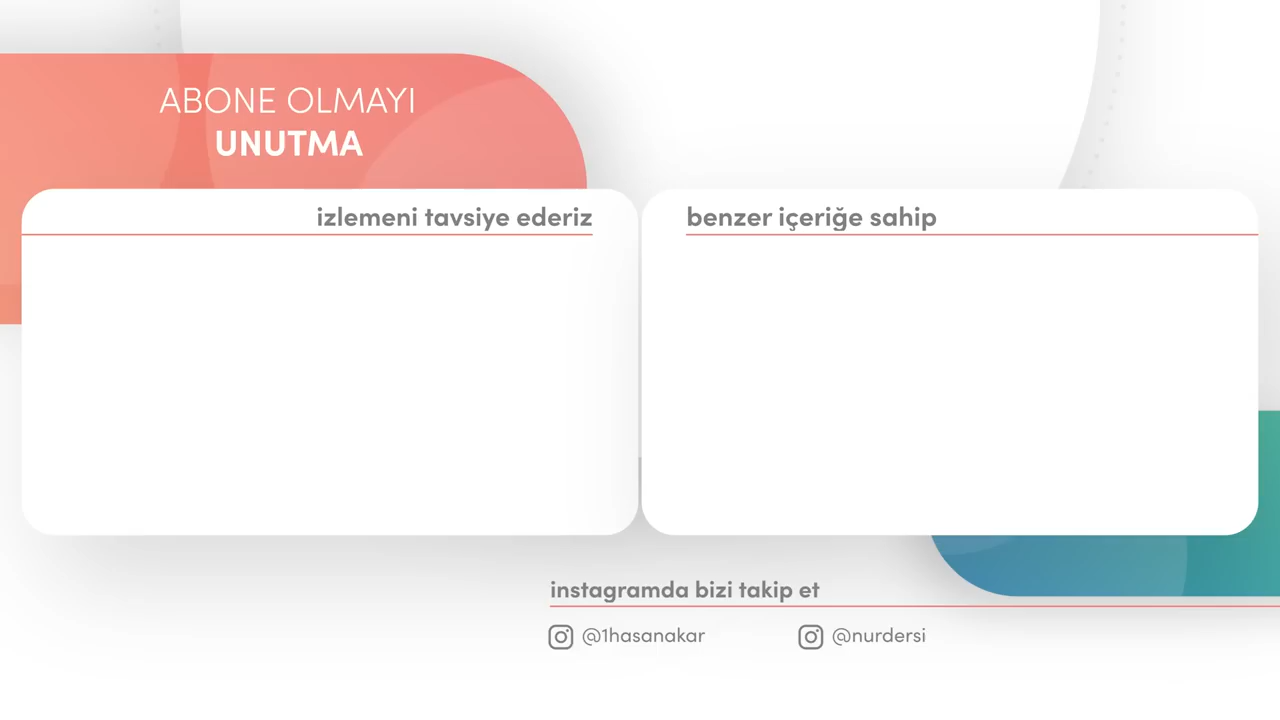 ABONE OLMAYI
UNUTMA
izlemeni tavsiye ederiz
benzer içeriğe sahip
instagramda bizi takip et
@1hasanakar
@nurdersi